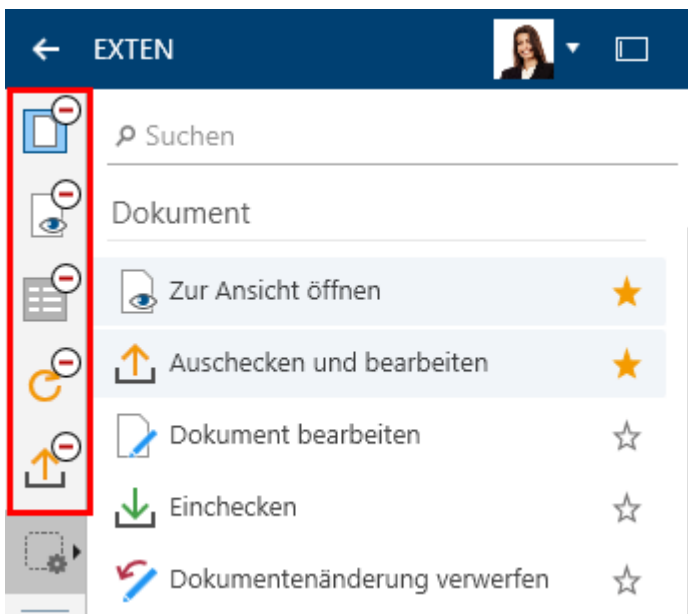 EXTEN
Suchen
Dokument
Zur Ansicht öffnen
Auschecken und bearbeiten
Dokument bearbeiten
Einchecken
Dokumentenänderung verwerfen